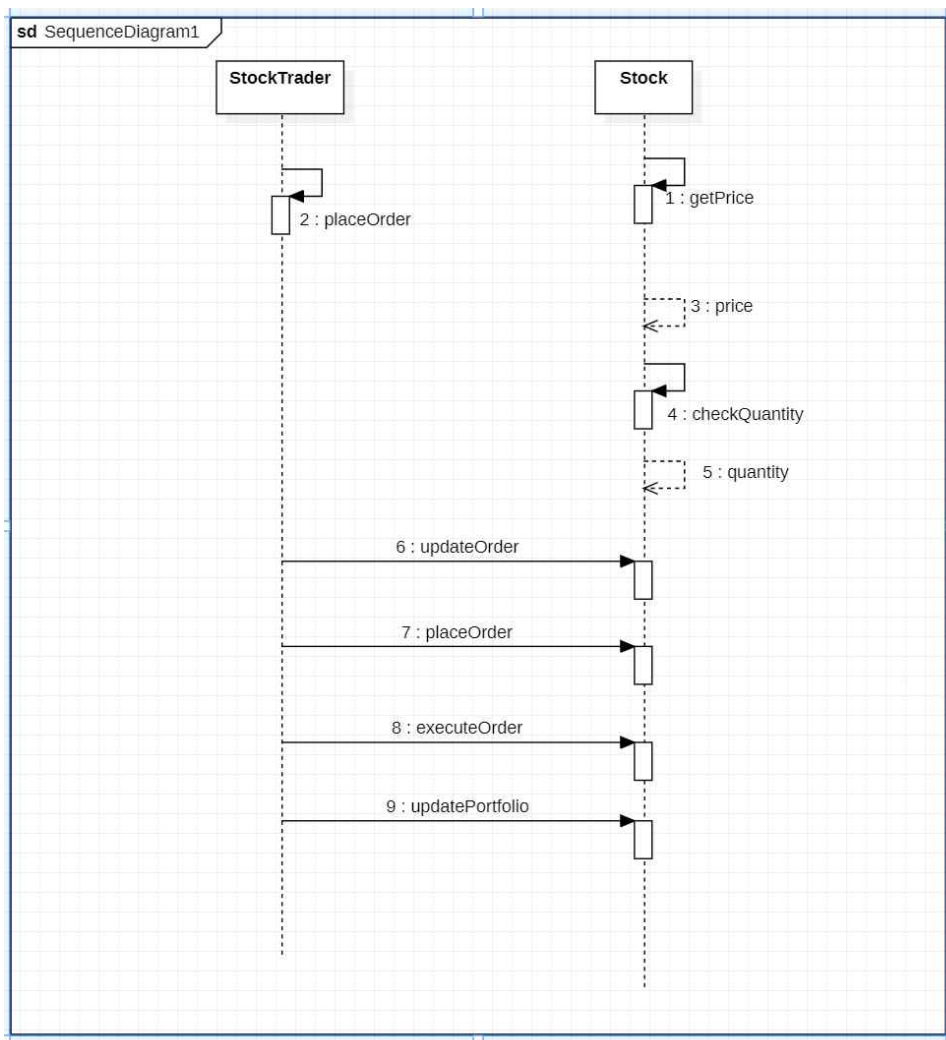 sd SequenceDiagram1
StockTrader
Stock
1 : getPrice
2 : placeOrder
3 : price
4 : checkQuantity
5 : quantity
6 : updateOrder
7 : placeOrder
8 : executeOrder
9 : updatePortfolio